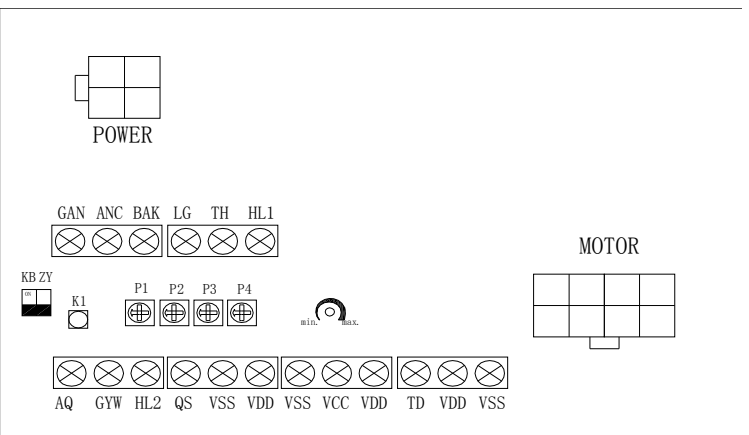 POWER
GAN ANC BAK LG TH HL1
MOTOR
KB ZY
ON
K1
P1 P2 P3 P4
min. max.
AQ GYW HL2 QS VSS VDD VSS VCC VDD TD VDD VSS